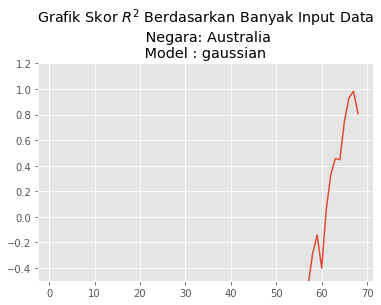 Grafik Skor R² Berdasarkan Banyak Input Data
Negara: Australia
Model : gaussian
1.2
1.0
0.8
0.6
0.4
0.2
0.0
−0.2
−0.4
0 10 20 30 40 50 60 70